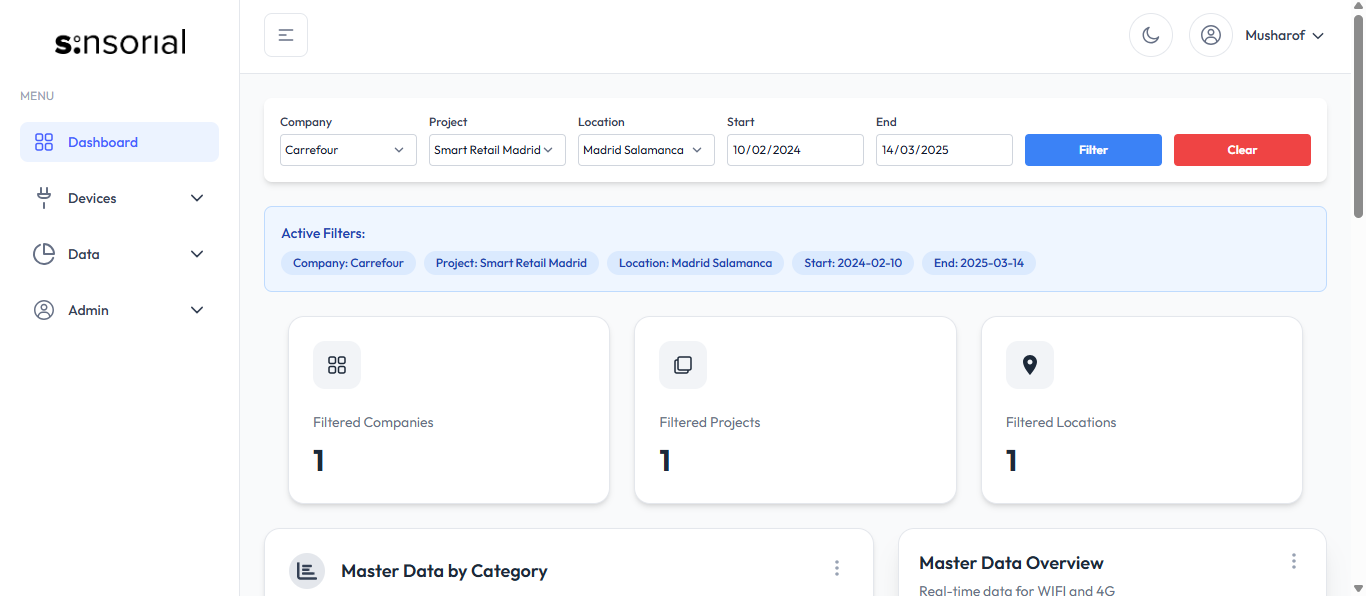 sensorial
Musharof
MENU
Dashboard
Devices
Data
Admin
Company Project Location Start End
Carrefour Smart Retail Madrid Madrid Salamanca 10/02/2024 14/03/2025 Filter Clear
Active Filters:
Company: Carrefour Project: Smart Retail Madrid Location: Madrid Salamanca Start: 2024-02-10 End: 2025-03-14
Filtered Companies
1
Filtered Projects
1
Filtered Locations
1
Master Data by Category
Master Data Overview
Real-time data for WIFI and 4G